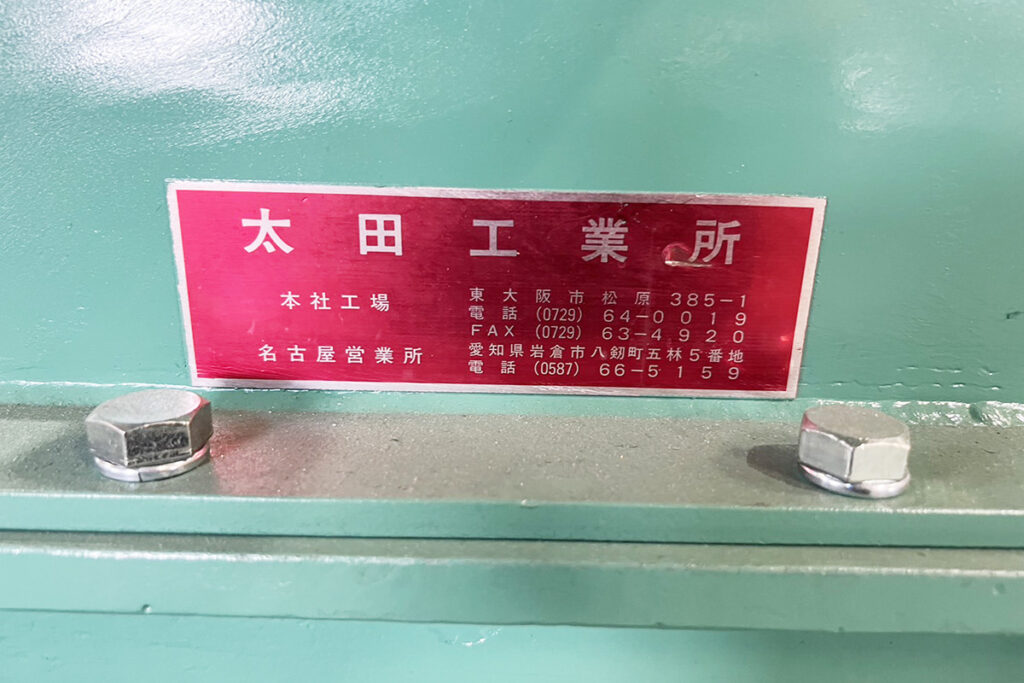 太田工業所
本社工場 東大阪市松原385-1
電話 (0729) 64-0019
FAX (0729) 63-4920
名古屋営業所 愛知県岩倉市八剱町五林5番地
電話 (0587) 66-5159